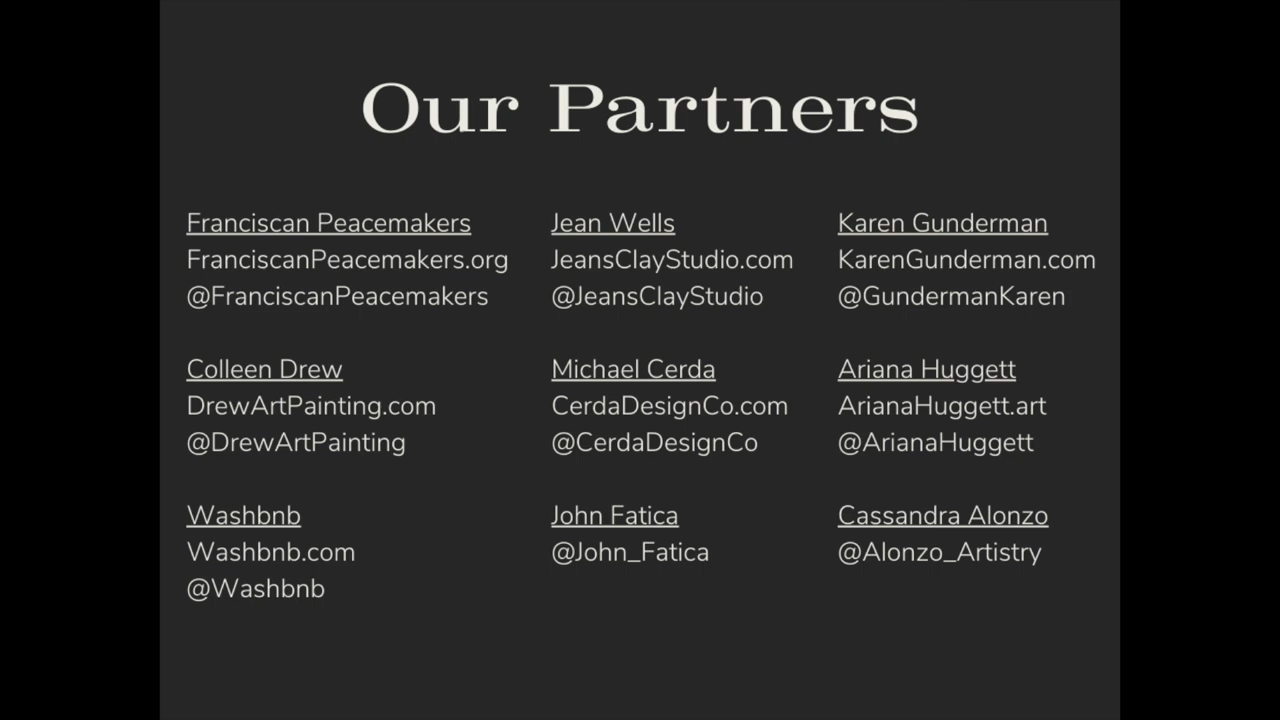 Our Partners
Franciscan Peacemakers
FranciscanPeacemakers.org
@FranciscanPeacemakers
Jean Wells
JeansClayStudio.com
@JeansClayStudio
Karen Gunderman
KarenGunderman.com
@GundermanKaren
Colleen Drew
DrewArtPainting.com
@DrewArtPainting
Michael Cerda
CerdaDesignCo.com
@CerdaDesignCo
Ariana Huggett
ArianaHuggett.art
@ArianaHuggett
Washbnb
Washbnb.com
@Washbnb
John Fatica
@John_Fatica
Cassandra Alonzo
@Alonzo_Artistry